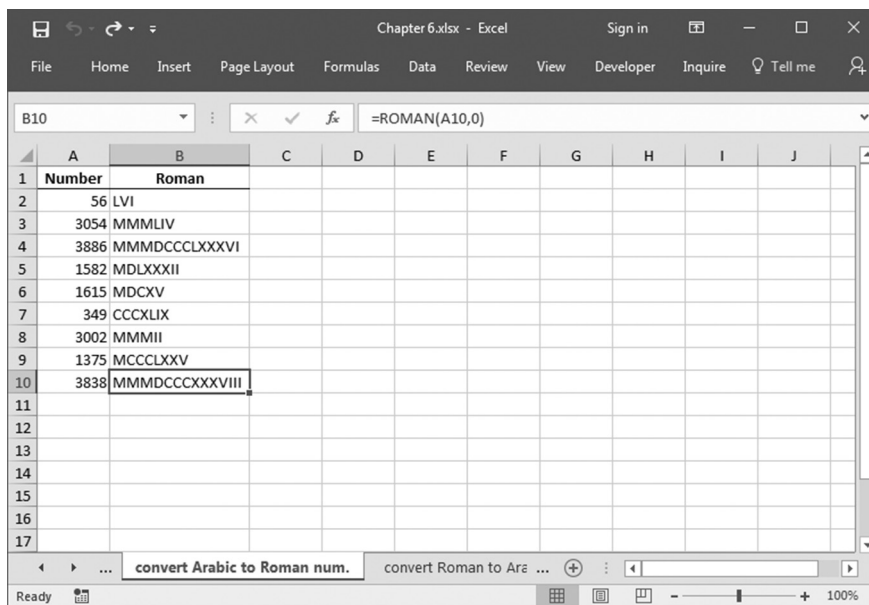 Chapter 6.xlsx - Excel Sign in
File Home Insert Page Layout Formulas Data Review View Developer Inquire Tell me
B10 fx =ROMAN(A10,0)
A B C D E F G H I J
1 Number Roman
2 56 LVI
3 3054 MMMLIV
4 3886 MMMDCCCLXXXVI
5 1582 MDLXXXII
6 1615 MDCXV
7 349 CCCXLIX
8 3002 MMMII
9 1375 MCCCLXXV
10 3838 MMMDCCCXXXVIII
11
12
13
14
15
16
17
... convert Arabic to Roman num. convert Roman to Ara ...
Ready 100%